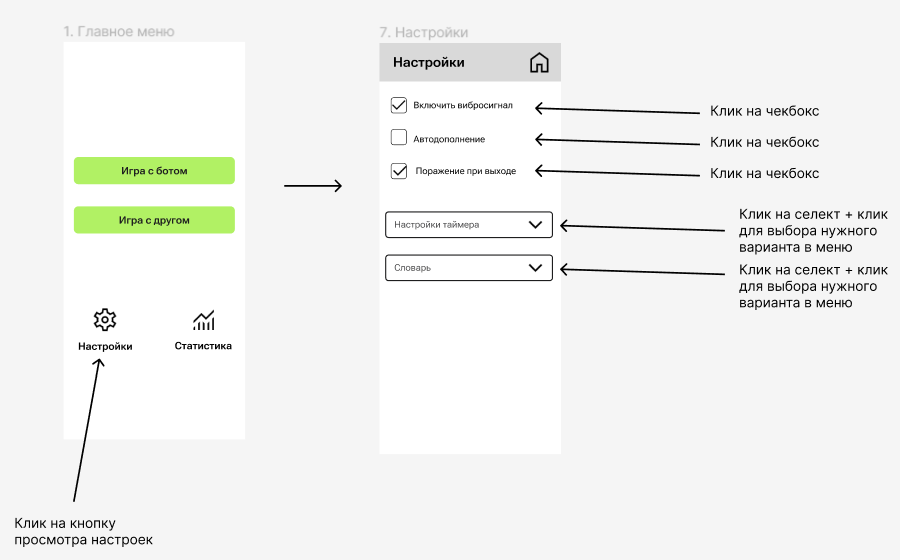 1. Главное меню
Игра с ботом
Игра с другом
Настройки
Статистика
Клик на кнопку
просмотра настроек
7. Настройки
Настройки
Включить вибросигнал
Клик на чекбокс
Автодополнение
Клик на чекбокс
Поражение при выходе
Клик на чекбокс
Настройки таймера
Клик на селект + клик
для выбора нужного
варианта в меню
Словарь
Клик на селект + клик
для выбора нужного
варианта в меню